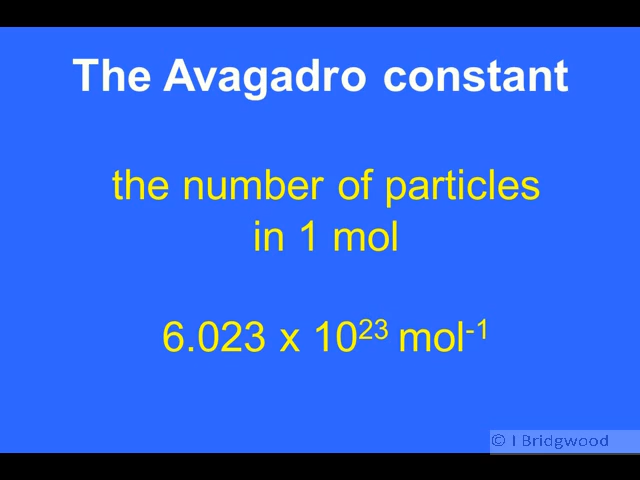 The Avagadro constant
the number of particles
in 1 mol
6.023 x 10²³ mol⁻¹
© I Bridgwood